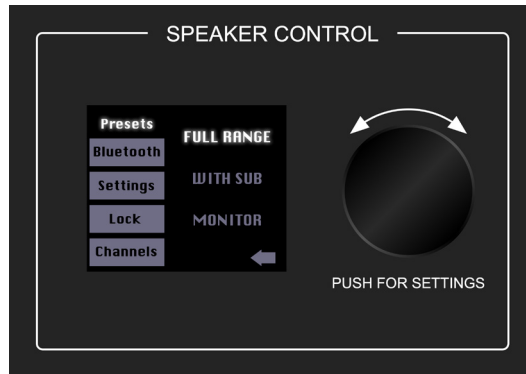 SPEAKER CONTROL
Presets
Bluetooth
Settings
Lock
Channels
FULL RANGE
WITH SUB
MONITOR
PUSH FOR SETTINGS